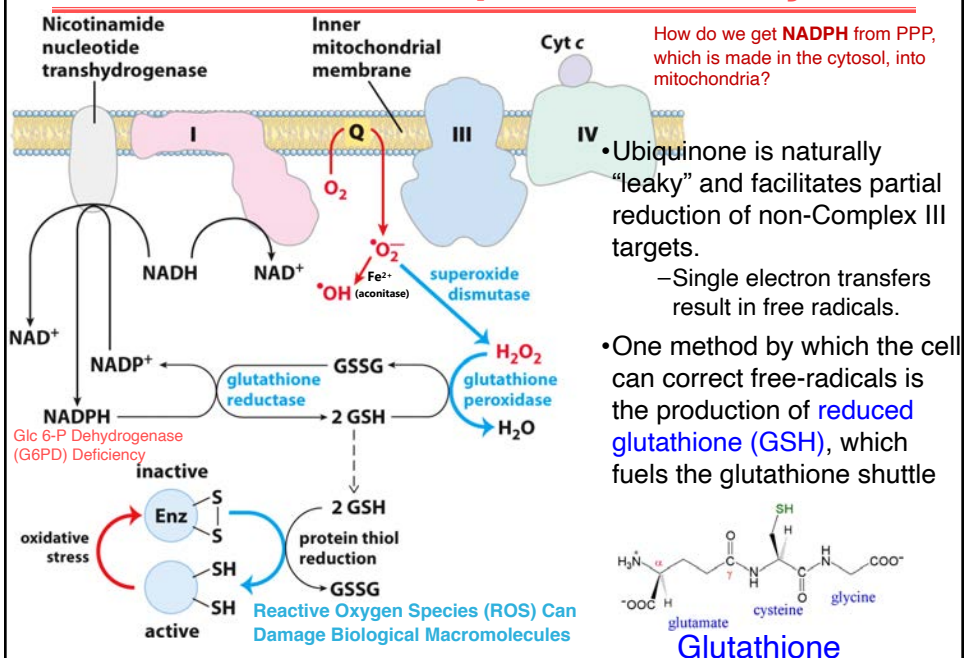 Nicotinamide
nucleotide
transhydrogenase
Inner
mitochondrial
membrane
Cyt c
How do we get NADPH from PPP,
which is made in the cytosol, into
mitochondria?
I
Q
III
IV
O₂
•O₂⁻
Fe²⁺
(aconitase)
•OH
NADH
NAD⁺
superoxide
dismutase
NAD⁺
NADP⁺
GSSG
H₂O₂
glutathione
reductase
glutathione
peroxidase
NADPH
2 GSH
H₂O
Glc 6-P Dehydrogenase
(G6PD) Deficiency
inactive
Enz
S
S
2 GSH
oxidative
stress
protein thiol
reduction
SH
SH
GSSG
active
Reactive Oxygen Species (ROS) Can
Damage Biological Macromolecules
•Ubiquinone is naturally
“leaky” and facilitates partial
reduction of non-Complex III
targets.
–Single electron transfers
result in free radicals.
•One method by which the cell
can correct free-radicals is
the production of reduced
glutathione (GSH), which
fuels the glutathione shuttle
SH
H
O
H
H₃N⁺
α
γ
N
H
C
N
COO⁻
C
⁻OOC
H
O
glutamate
cysteine
glycine
Glutathione